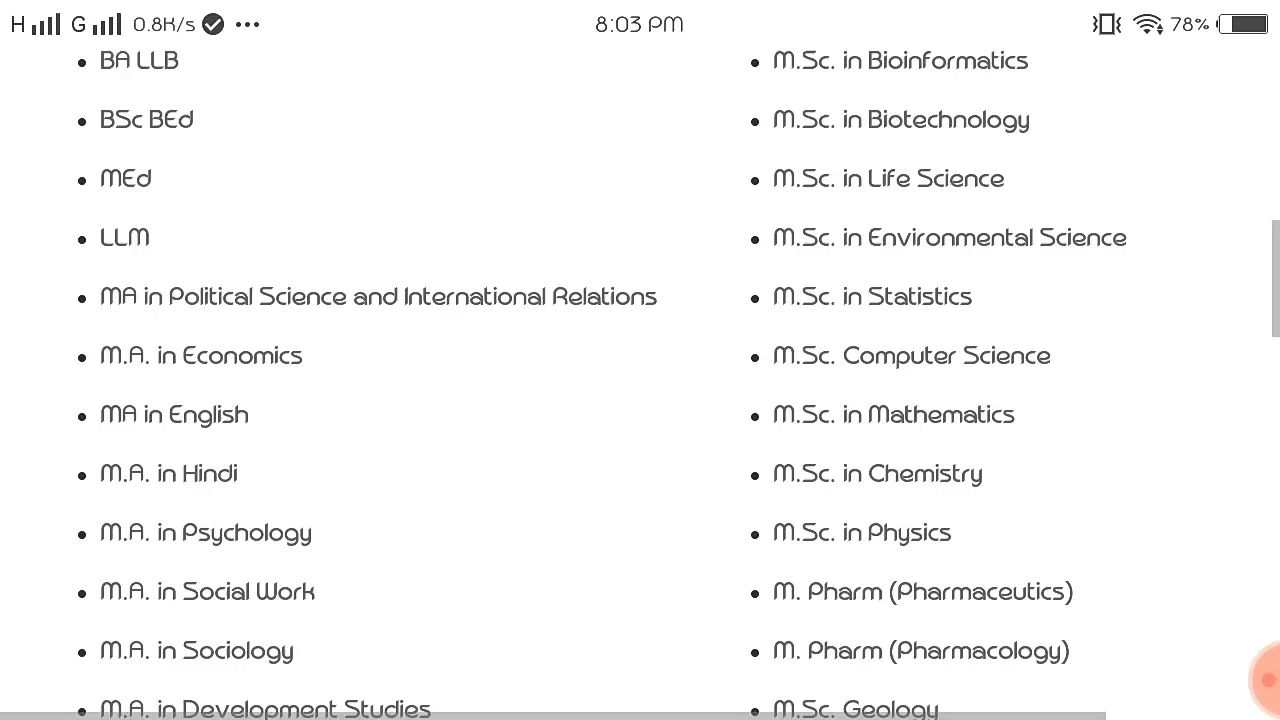 H G 0.8K/s ••• 8:03 PM 78%
• BA LLB
• BSc BEd
• MEd
• LLM
• MA in Political Science and International Relations
• M.A. in Economics
• MA in English
• M.A. in Hindi
• M.A. in Psychology
• M.A. in Social Work
• M.A. in Sociology
• M.A. in Development Studies
• M.Sc. in Bioinformatics
• M.Sc. in Biotechnology
• M.Sc. in Life Science
• M.Sc. in Environmental Science
• M.Sc. in Statistics
• M.Sc. Computer Science
• M.Sc. in Mathematics
• M.Sc. in Chemistry
• M.Sc. in Physics
• M. Pharm (Pharmaceutics)
• M. Pharm (Pharmacology)
• M.Sc. Geology